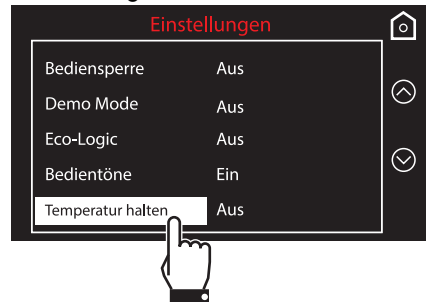 Einstellungen
Bediensperre Aus
Demo Mode Aus
Eco-Logic Aus
Bedientöne Ein
Temperatur halten Aus